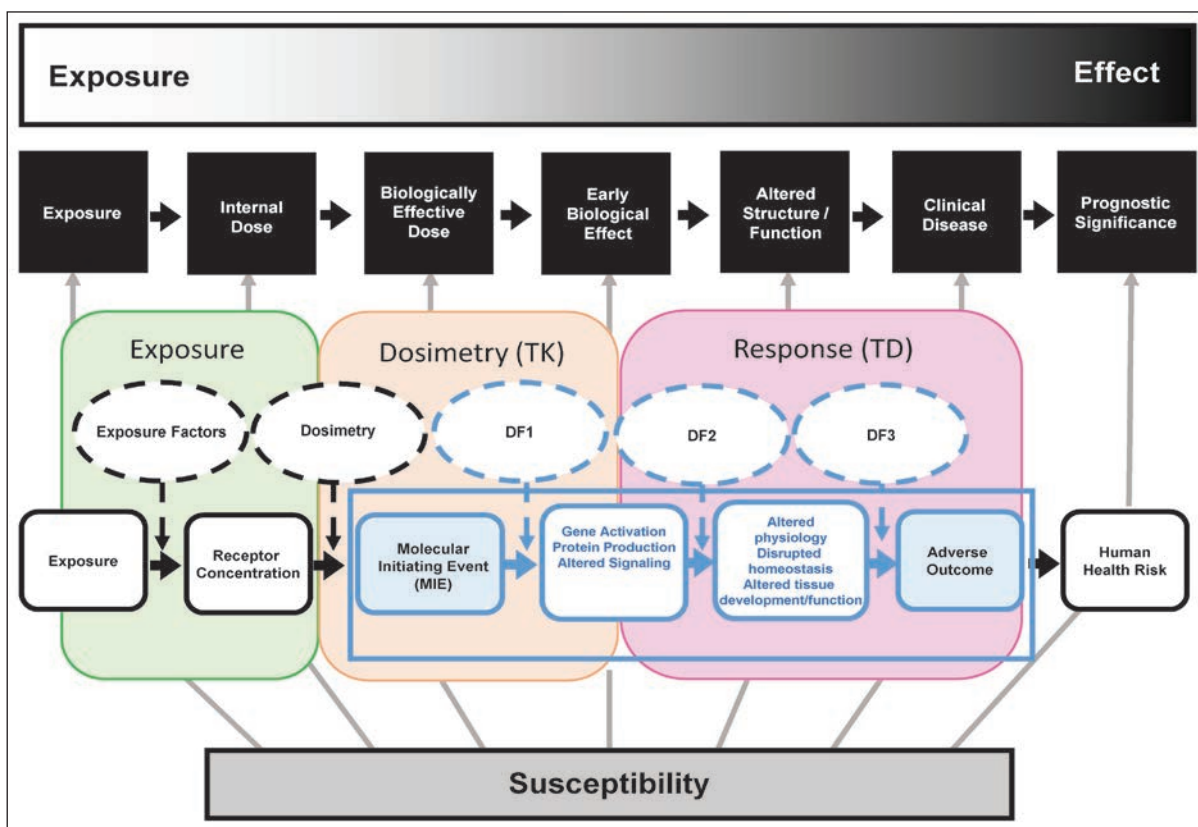 Exposure
Effect
Exposure
Internal
Dose
Biologically
Effective
Dose
Early
Biological
Effect
Altered
Structure /
Function
Clinical
Disease
Prognostic
Significance
Exposure
Dosimetry (TK)
Response (TD)
Exposure Factors
Dosimetry
DF1
DF2
DF3
Exposure
Receptor
Concentration
Molecular
Initiating Event
(MIE)
Gene Activation
Protein Production
Altered Signaling
Altered
physiology
Disrupted
homeostasis
Altered tissue
development/function
Adverse
Outcome
Human
Health Risk
Susceptibility